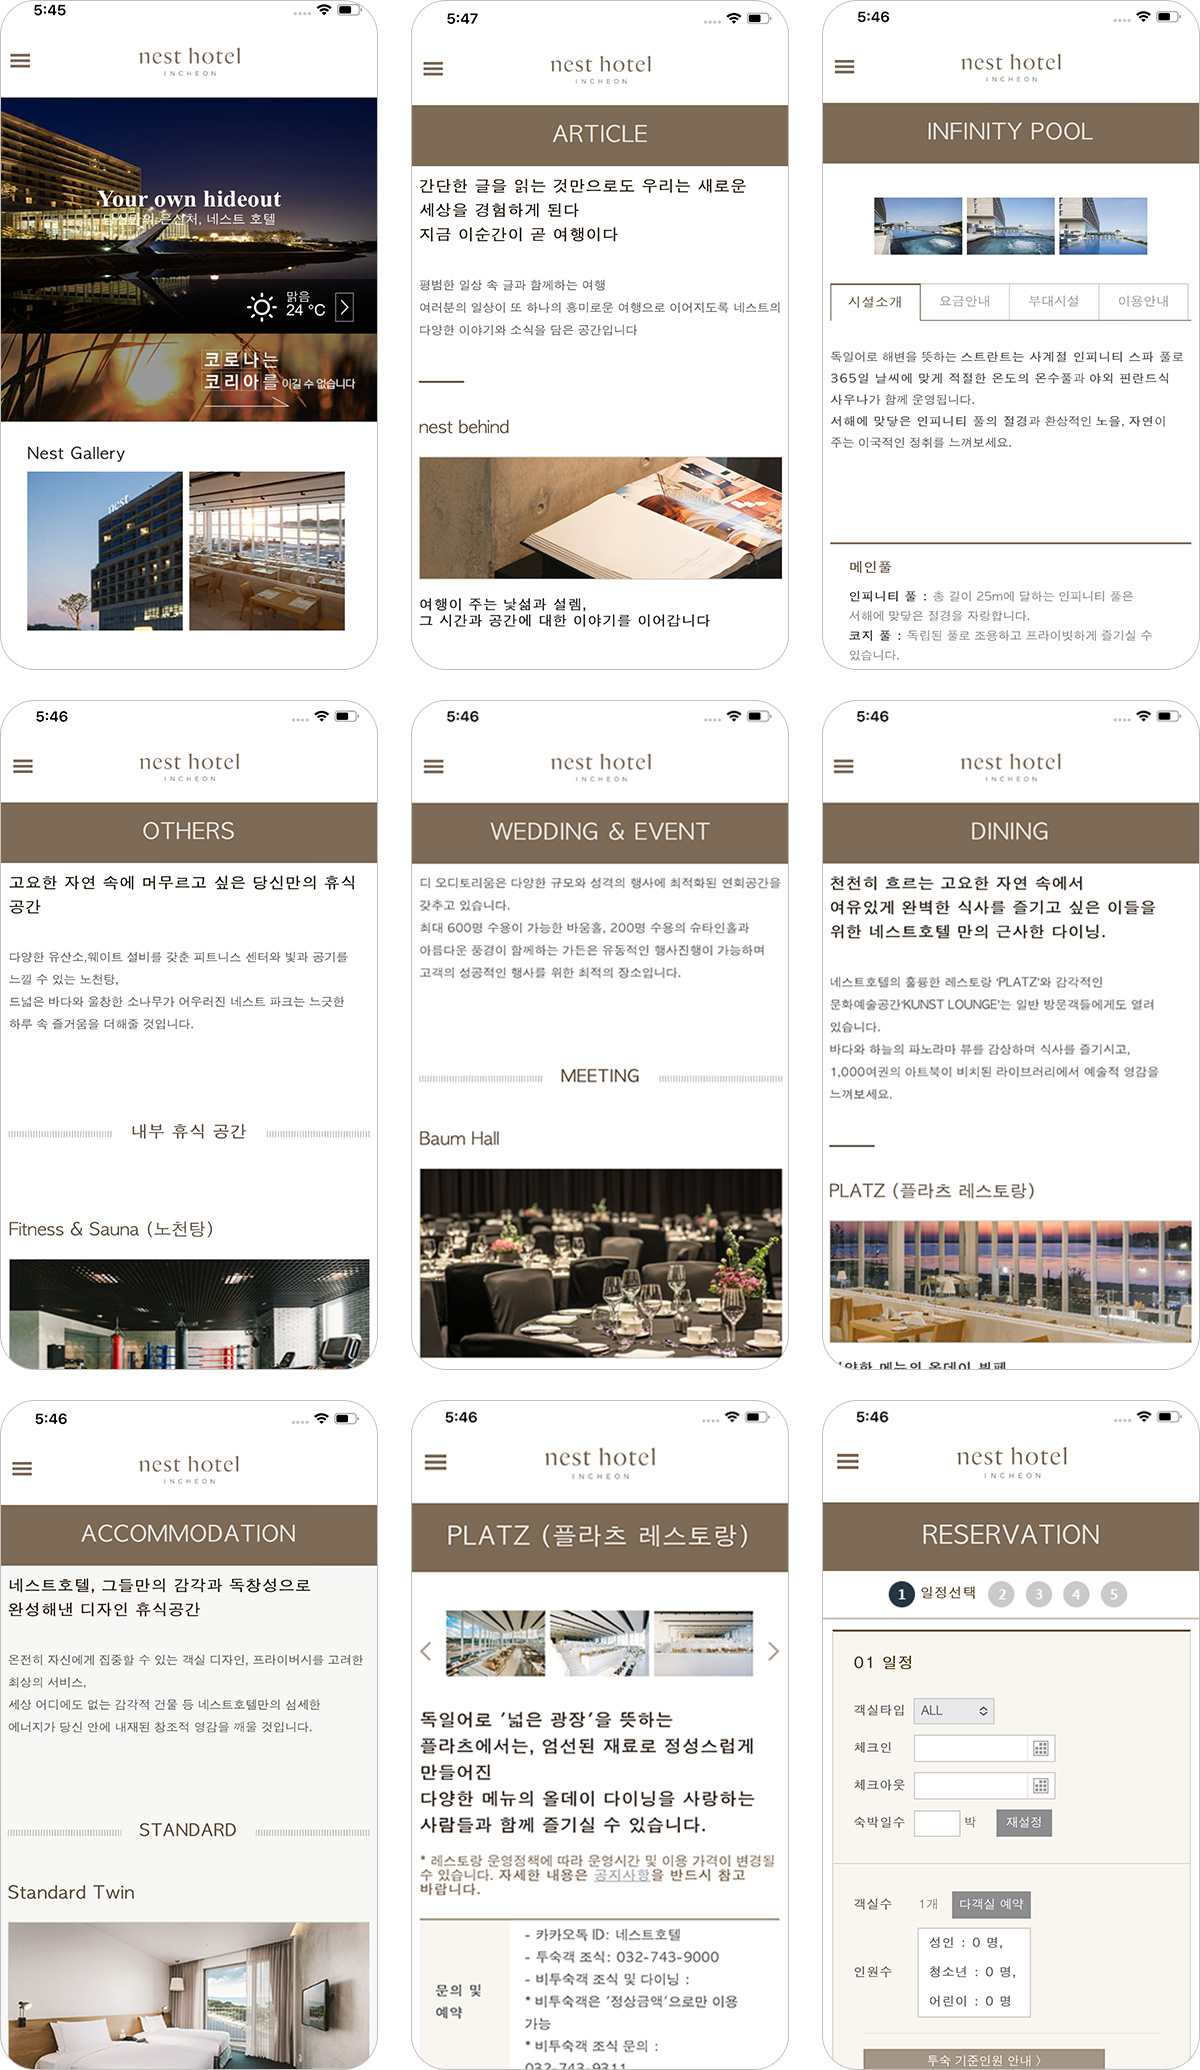 5:45
nest hotel
INCHEON
Your own hideout
당신만의 은신처, 네스트 호텔
맑음
24 °C
코로나는
코리아를 이길 수 없습니다
Nest Gallery
nest
5:47
nest hotel
INCHEON
ARTICLE
간단한 글을 읽는 것만으로도 우리는 새로운
세상을 경험하게 된다
지금 이순간이 곧 여행이다
평범한 일상 속 글과 함께하는 여행
여러분의 일상이 또 하나의 흥미로운 여행으로 이어지도록 네스트의
다양한 이야기와 소식을 담은 공간입니다
nest behind
여행이 주는 낯섦과 설렘,
그 시간과 공간에 대한 이야기를 이어갑니다
5:46
nest hotel
INCHEON
INFINITY POOL
시설소개
요금안내
부대시설
이용안내
독일어로 해변을 뜻하는 스트란트는 사계절 인피니티 스파 풀로
365일 날씨에 맞게 적절한 온도의 온수풀과 야외 핀란드식
사우나가 함께 운영됩니다.
서해에 맞닿은 인피니티 풀의 절경과 환상적인 노을, 자연이
주는 이국적인 정취를 느껴보세요.
메인풀
인피니티 풀 : 총 길이 25m에 달하는 인피니티 풀은
서해에 맞닿은 절경을 자랑합니다.
코지 풀 : 독립된 풀로 조용하고 프라이빗하게 즐기실 수
있습니다.
5:46
nest hotel
INCHEON
OTHERS
고요한 자연 속에 머무르고 싶은 당신만의 휴식
공간
다양한 유산소,웨이트 설비를 갖춘 피트니스 센터와 빛과 공기를
느낄 수 있는 노천탕,
드넓은 바다와 울창한 소나무가 어우러진 네스트 파크는 느긋한
하루 속 즐거움을 더해줄 것입니다.
내부 휴식 공간
Fitness & Sauna (노천탕)
5:46
nest hotel
INCHEON
WEDDING & EVENT
디 오디토리움은 다양한 규모와 성격의 행사에 최적화된 연회공간을
갖추고 있습니다.
최대 600명 수용이 가능한 바움홀, 200명 수용의 슈타인홀과
아름다운 풍경이 함께하는 가든은 유동적인 행사진행이 가능하며
고객의 성공적인 행사를 위한 최적의 장소입니다.
MEETING
Baum Hall
5:46
nest hotel
INCHEON
DINING
천천히 흐르는 고요한 자연 속에서
여유있게 완벽한 식사를 즐기고 싶은 이들을
위한 네스트호텔 만의 근사한 다이닝.
네스트호텔의 훌륭한 레스토랑 ‘PLATZ’와 감각적인
문화예술공간‘KUNST LOUNGE’는 일반 방문객들에게도 열려
있습니다.
바다와 하늘의 파노라마 뷰를 감상하며 식사를 즐기시고,
1,000여권의 아트북이 비치된 라이브러리에서 예술적 영감을
느껴보세요.
PLATZ (플라츠 레스토랑)
다양한 메뉴의 올데이 뷔페
5:46
nest hotel
INCHEON
ACCOMMODATION
네스트호텔, 그들만의 감각과 독창성으로
완성해낸 디자인 휴식공간
온전히 자신에게 집중할 수 있는 객실 디자인, 프라이버시를 고려한
최상의 서비스,
세상 어디에도 없는 감각적 건물 등 네스트호텔만의 섬세한
에너지가 당신 안에 내재된 창조적 영감을 깨울 것입니다.
STANDARD
Standard Twin
5:46
nest hotel
INCHEON
PLATZ (플라츠 레스토랑)
독일어로 ‘넓은 광장’을 뜻하는
플라츠에서는, 엄선된 재료로 정성스럽게
만들어진
다양한 메뉴의 올데이 다이닝을 사랑하는
사람들과 함께 즐기실 수 있습니다.
* 레스토랑 운영정책에 따라 운영시간 및 이용 가격이 변경될
수 있습니다. 자세한 내용은 공지사항을 반드시 참고
바랍니다.
문의 및
예약
- 카카오톡 ID: 네스트호텔
- 투숙객 조식: 032-743-9000
- 비투숙객 조식 및 다이닝 :
* 비투숙객은 ‘정상금액’으로만 이용
가능
* 비투숙객 조식 문의 :
032-743-9311
5:46
nest hotel
INCHEON
RESERVATION
1 일정선택 2 3 4 5
01 일정
객실타입 ALL
체크인
체크아웃
숙박일수 박 재설정
객실수 1개 다객실 예약
인원수
성인 : 0 명,
청소년 : 0 명,
어린이 : 0 명
투숙 기준인원 안내 〉